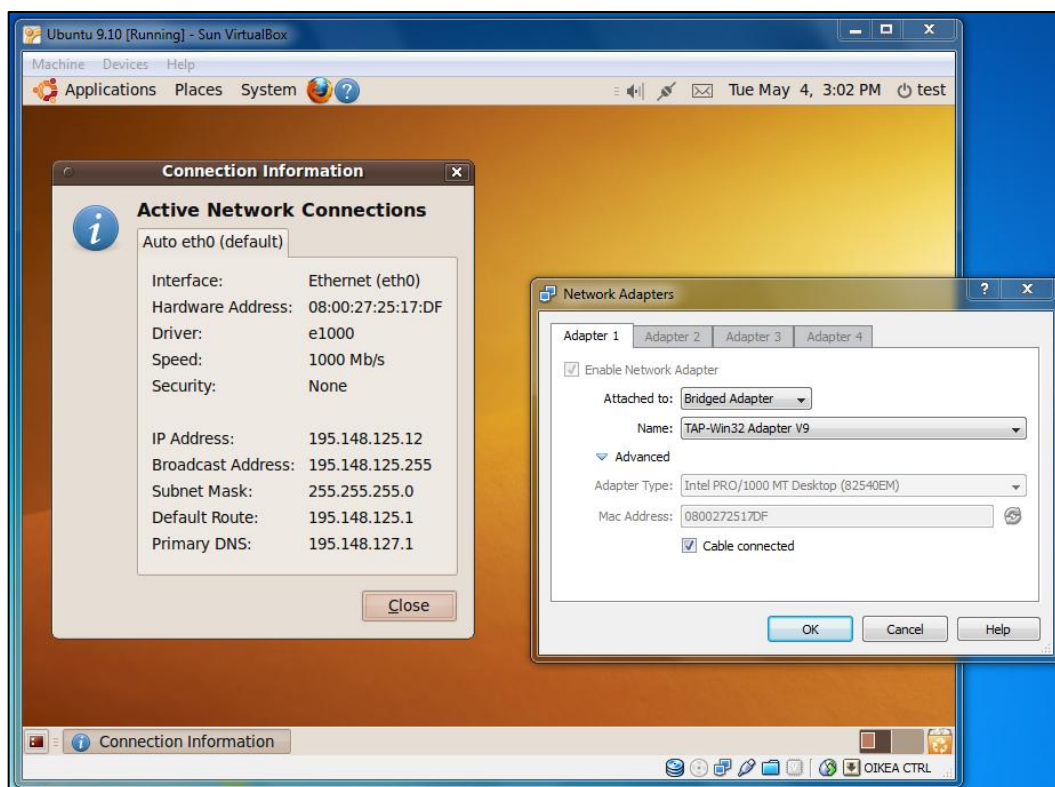 Ubuntu 9.10 [Running] - Sun VirtualBox
Machine Devices Help
Applications Places System Tue May 4, 3:02 PM test
Connection Information
Active Network Connections
Auto eth0 (default)
Interface: Ethernet (eth0)
Hardware Address: 08:00:27:25:17:DF
Driver: e1000
Speed: 1000 Mb/s
Security: None
IP Address: 195.148.125.12
Broadcast Address: 195.148.125.255
Subnet Mask: 255.255.255.0
Default Route: 195.148.125.1
Primary DNS: 195.148.127.1
Close
Network Adapters
Adapter 1 Adapter 2 Adapter 3 Adapter 4
Enable Network Adapter
Attached to: Bridged Adapter
Name: TAP-Win32 Adapter V9
Advanced
Adapter Type: Intel PRO/1000 MT Desktop (82540EM)
Mac Address: 0800272517DF
Cable connected
OK Cancel Help
Connection Information
OIKEA CTRL